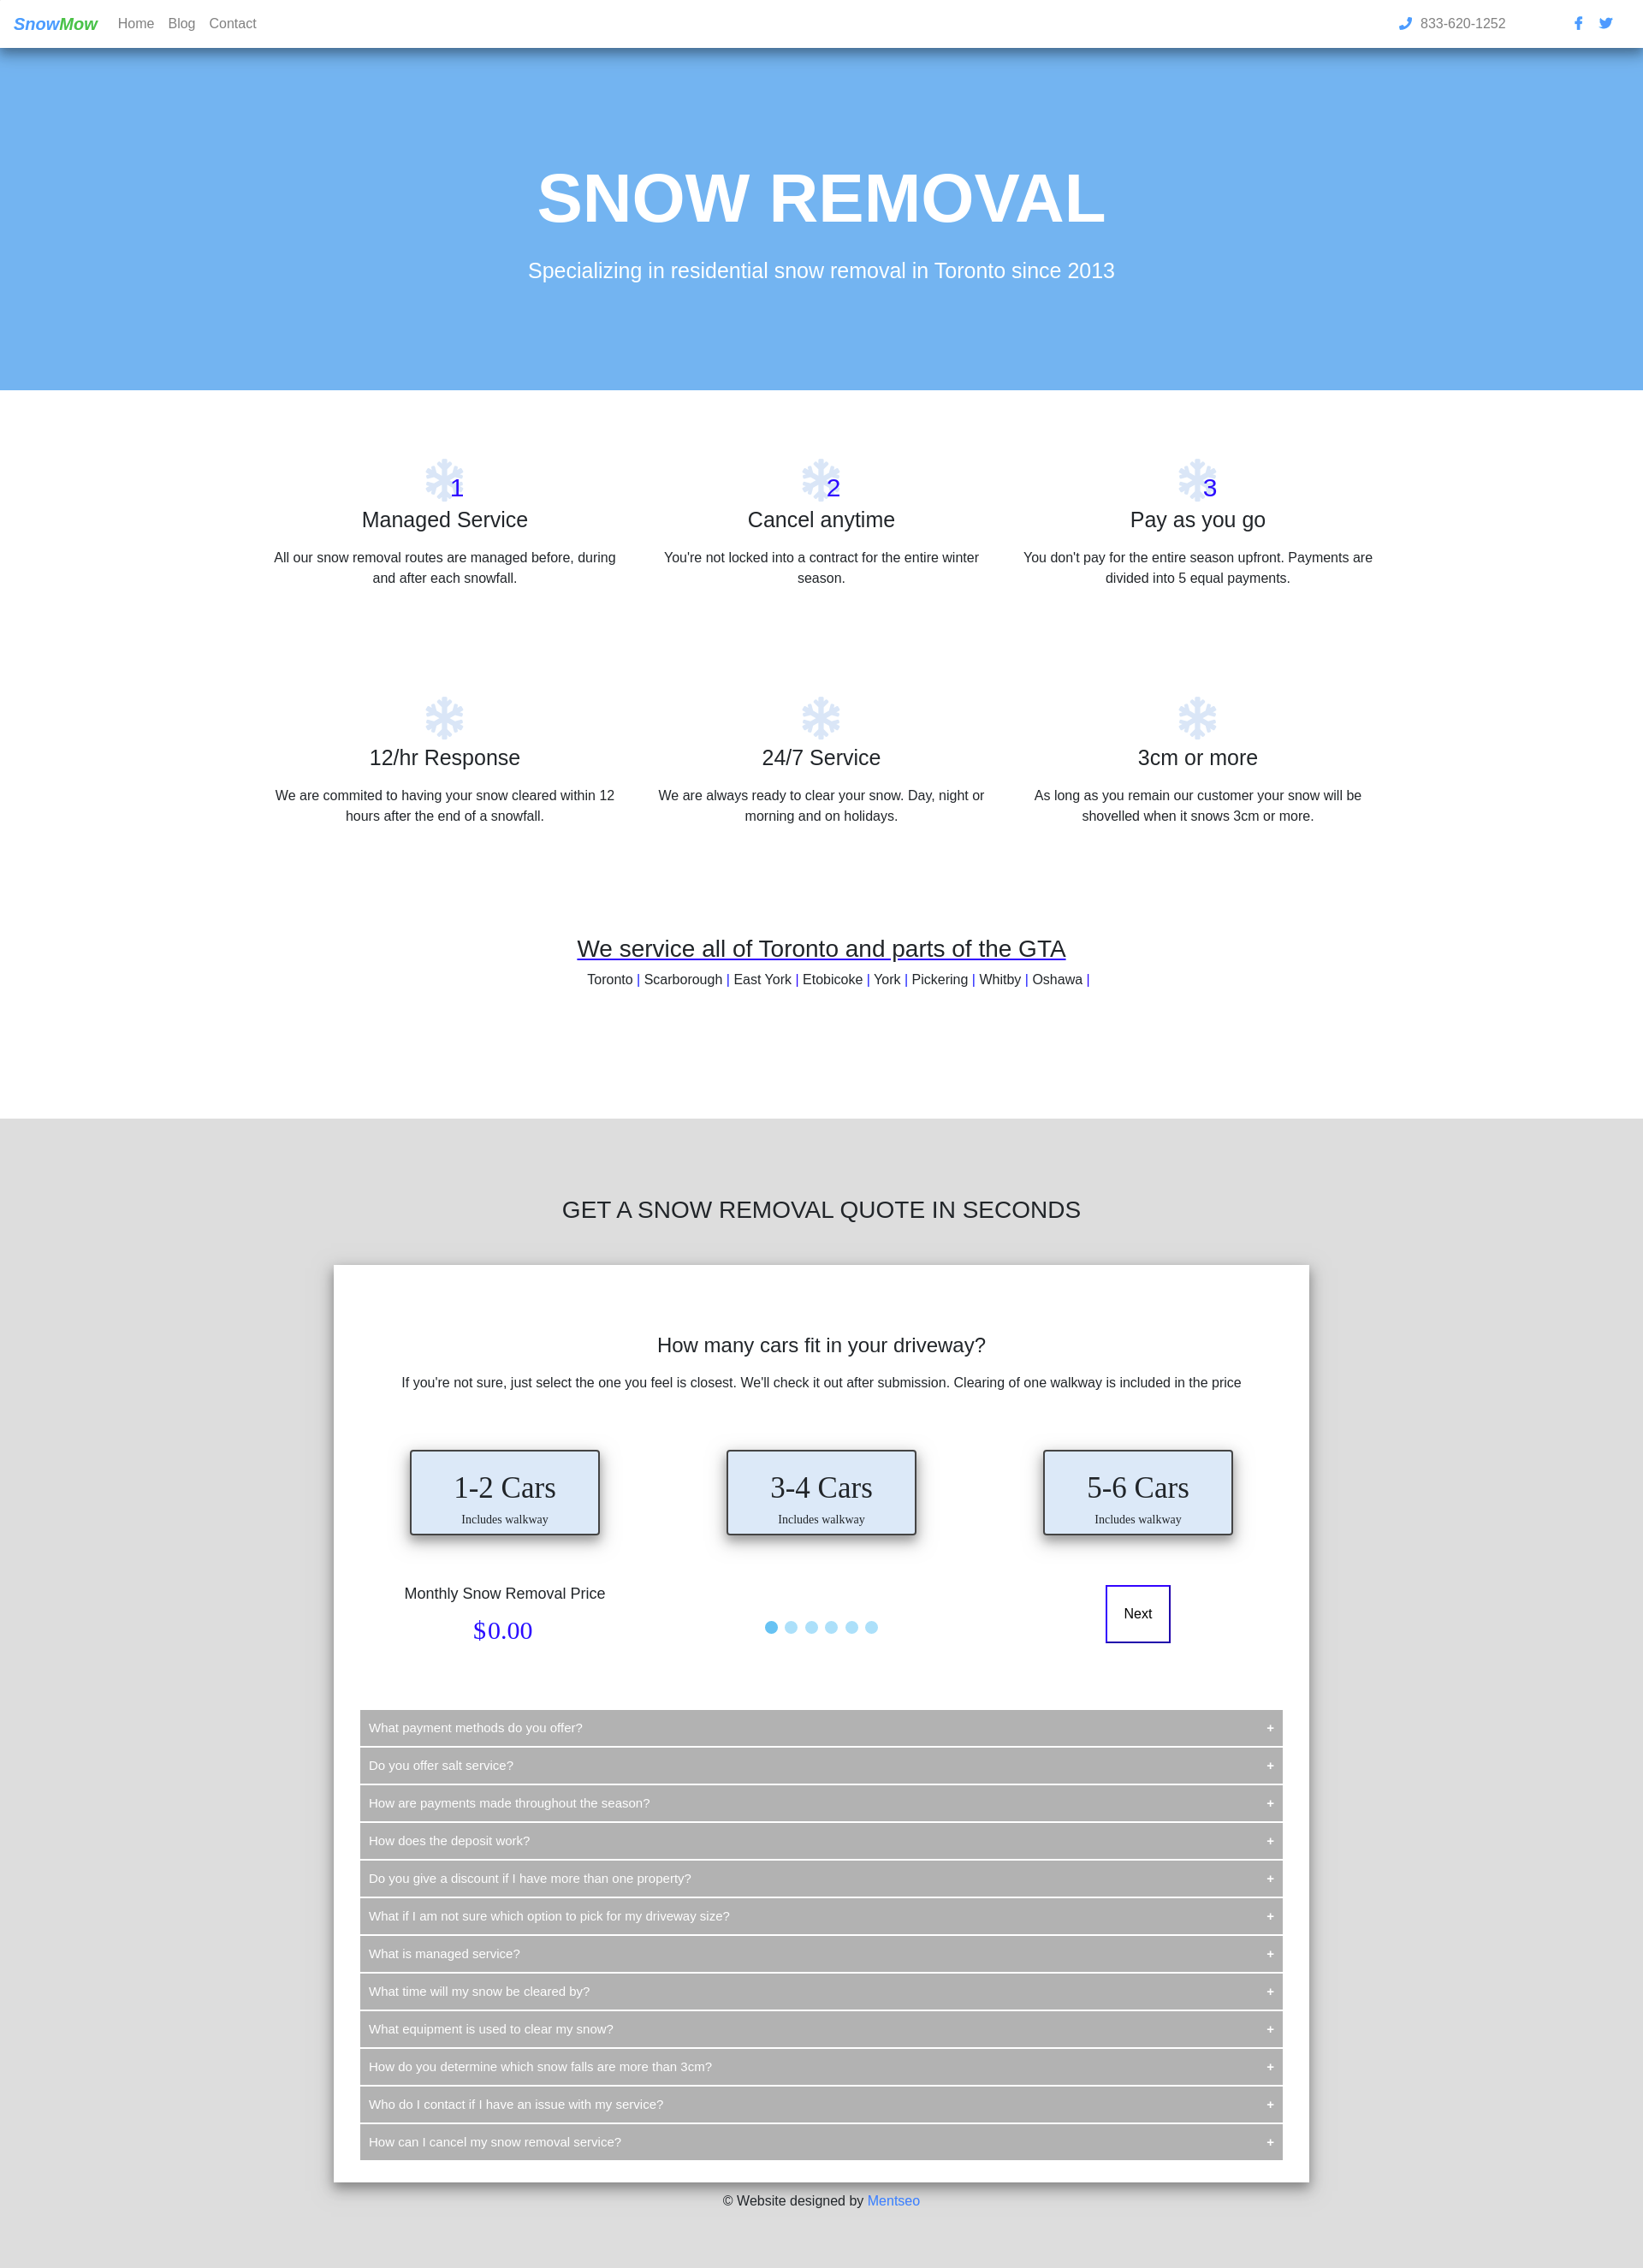 SnowMow Home Blog Contact 833-620-1252
SNOW REMOVAL
Specializing in residential snow removal in Toronto since 2013
1
Managed Service
All our snow removal routes are managed before, during
and after each snowfall.
2
Cancel anytime
You're not locked into a contract for the entire winter
season.
3
Pay as you go
You don't pay for the entire season upfront. Payments are
divided into 5 equal payments.
12/hr Response
We are commited to having your snow cleared within 12
hours after the end of a snowfall.
24/7 Service
We are always ready to clear your snow. Day, night or
morning and on holidays.
3cm or more
As long as you remain our customer your snow will be
shovelled when it snows 3cm or more.
We service all of Toronto and parts of the GTA
Toronto | Scarborough | East York | Etobicoke | York | Pickering | Whitby | Oshawa |
GET A SNOW REMOVAL QUOTE IN SECONDS
How many cars fit in your driveway?
If you're not sure, just select the one you feel is closest. We'll check it out after submission. Clearing of one walkway is included in the price
1-2 Cars
Includes walkway
3-4 Cars
Includes walkway
5-6 Cars
Includes walkway
Monthly Snow Removal Price
$0.00
Next
What payment methods do you offer? +
Do you offer salt service? +
How are payments made throughout the season? +
How does the deposit work? +
Do you give a discount if I have more than one property? +
What if I am not sure which option to pick for my driveway size? +
What is managed service? +
What time will my snow be cleared by? +
What equipment is used to clear my snow? +
How do you determine which snow falls are more than 3cm? +
Who do I contact if I have an issue with my service? +
How can I cancel my snow removal service? +
© Website designed by Mentseo